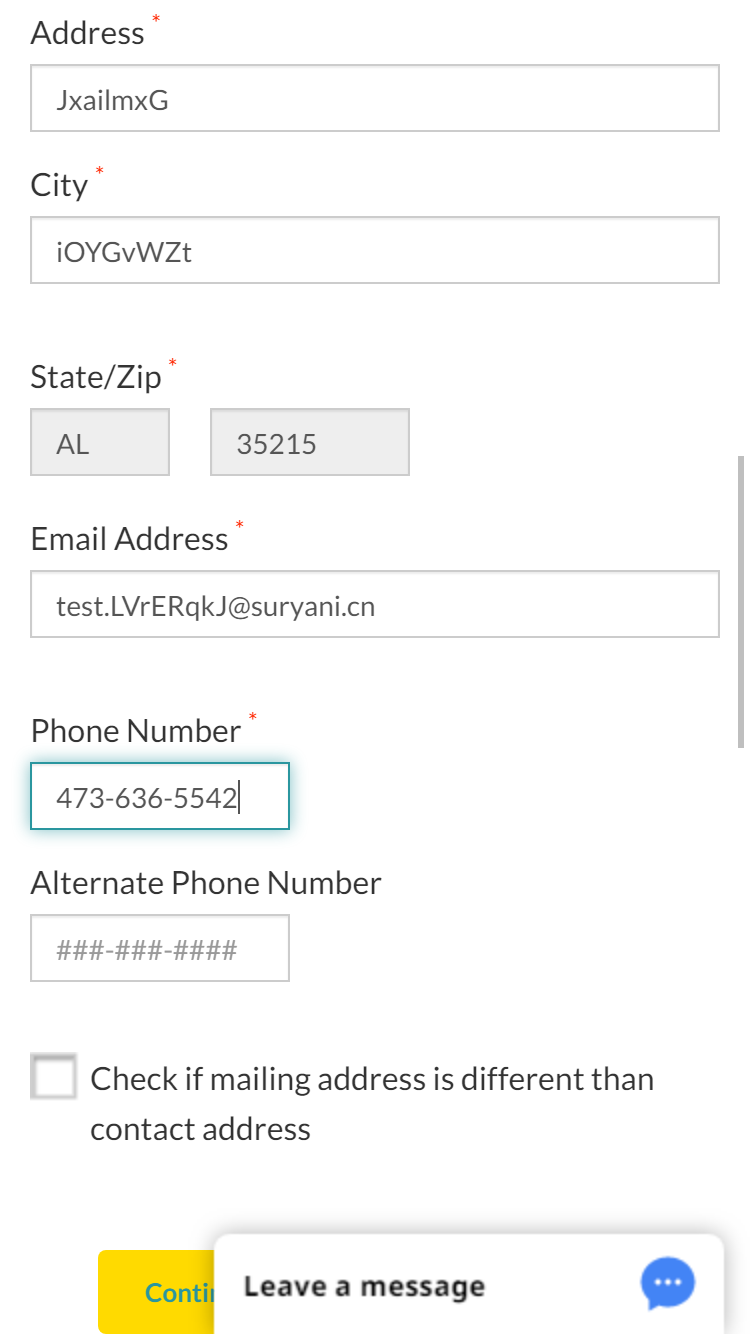 Address *
JxailmxG
City *
iOYGvWZt
State/Zip *
AL 35215
Email Address *
test.LVrERqkJ@suryani.cn
Phone Number *
473-636-5542
Alternate Phone Number
###-###-####
Check if mailing address is different than
contact address
Conti
Leave a message